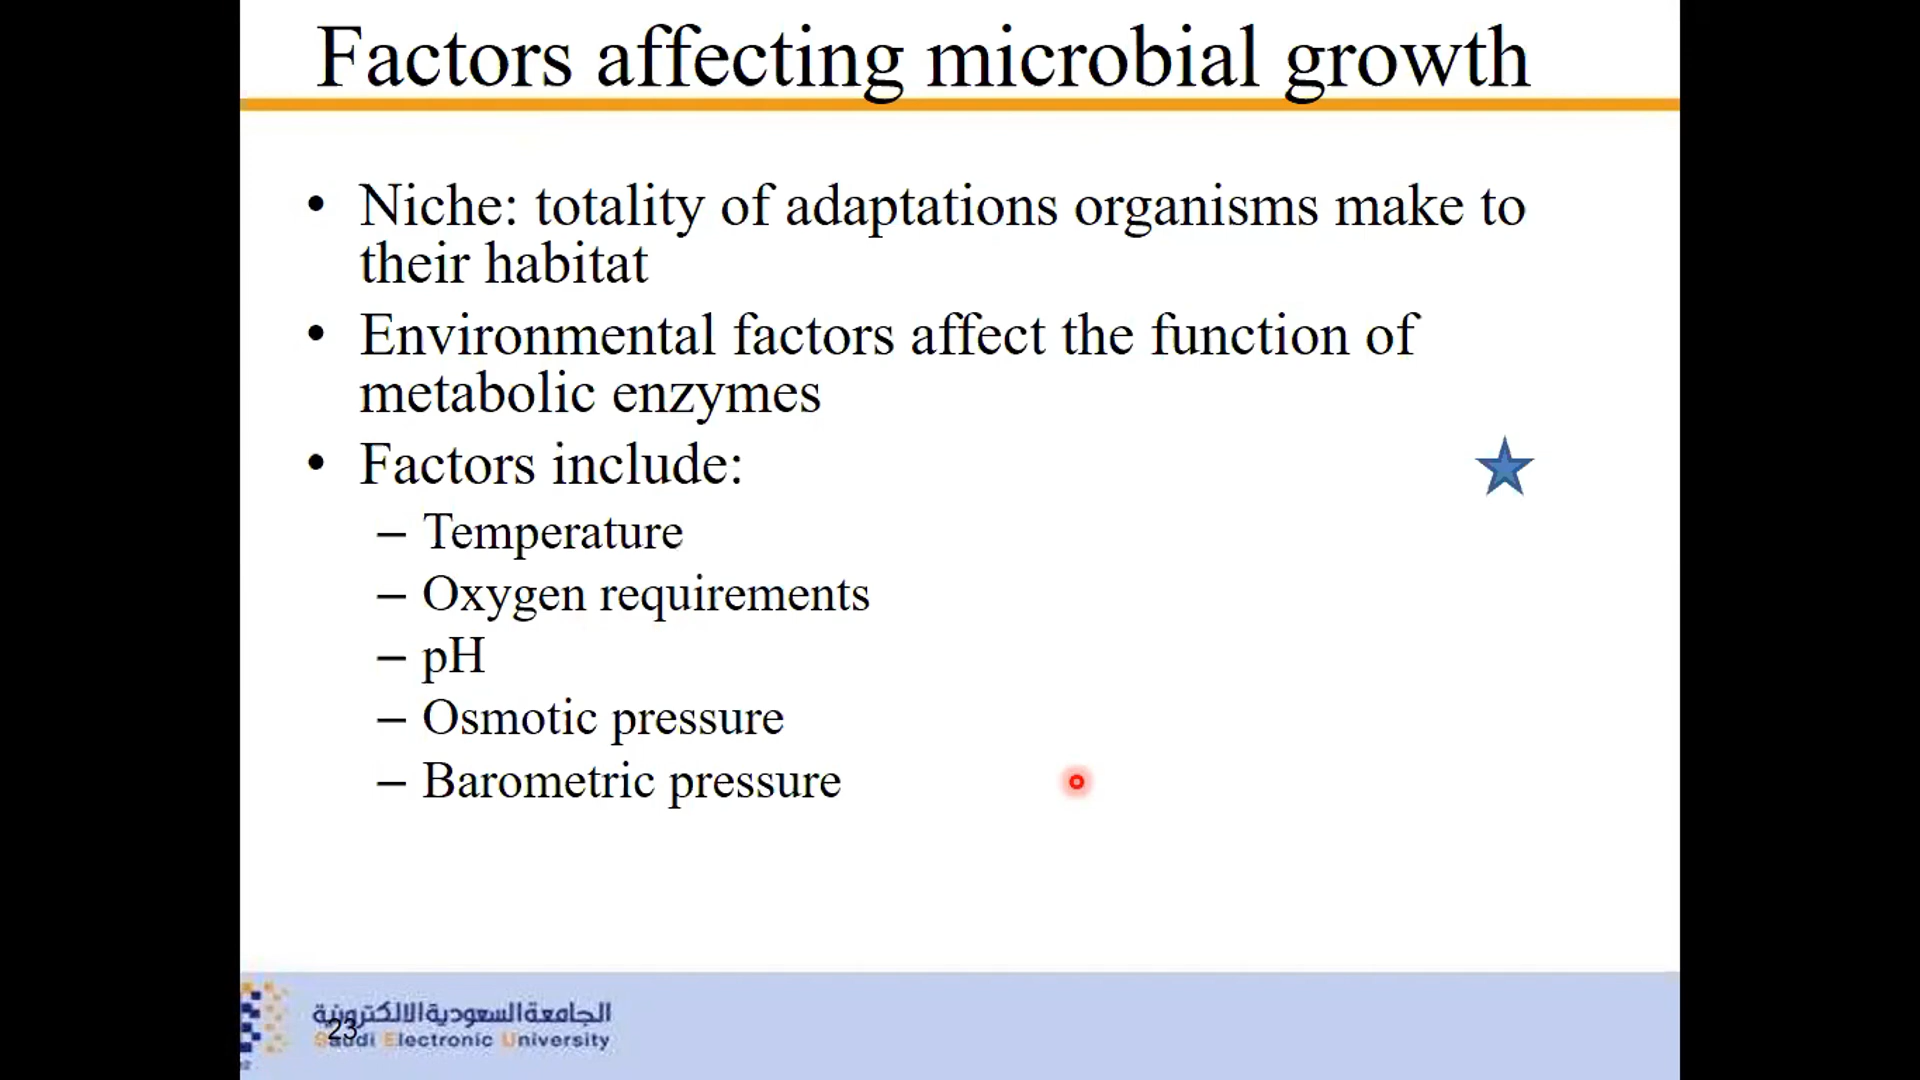 Factors affecting microbial growth
• Niche: totality of adaptations organisms make to
their habitat
• Environmental factors affect the function of
metabolic enzymes
• Factors include:
– Temperature
– Oxygen requirements
– pH
– Osmotic pressure
– Barometric pressure
الجامعة السعودية الالكترونية
23
Saudi Electronic University